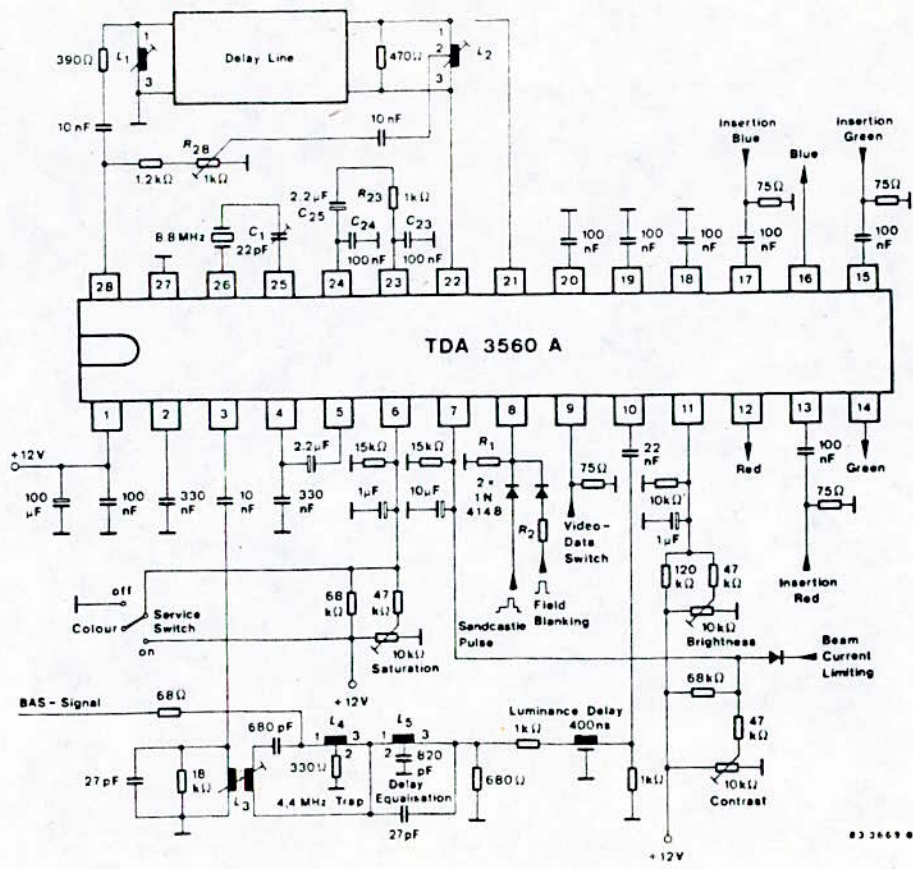 390Ω
L1
1
3
Delay Line
470Ω
1
2
3
L2
10 nF
R28
1.2kΩ
1kΩ
10 nF
Insertion
Blue
Blue
Insertion
Green
75Ω
75Ω
8.8 MHz
C1
22 pF
2.2µF
C25
R23
1kΩ
C24
100 nF
C23
100 nF
100
nF
100
nF
100
nF
100
nF
100
nF
28
27
26
25
24
23
22
21
20
19
18
17
16
15
TDA 3560 A
1
2
3
4
5
6
7
8
9
10
11
12
13
14
+12V
100
µF
100
nF
330
nF
10
nF
330
nF
2.2µF
15kΩ
1µF
15kΩ
10µF
R1
2×
1N
4148
R2
75Ω
Video-
Data
Switch
22
nF
10kΩ
1µF
Red
100
nF
75Ω
Green
Insertion
Red
off
Colour
Service
Switch
on
68
kΩ
47
kΩ
10kΩ
Saturation
+12V
Sandcastle
Pulse
Field
Blanking
120
kΩ
47
kΩ
10kΩ
Brightness
Beam
Current
Limiting
BAS-Signal
68Ω
680 pF
L4
1
3
2
330Ω
4,4 MHz Trap
L5
1
3
2
820
pF
Delay
Equalisation
27pF
Luminance Delay
1kΩ
400ns
680Ω
1kΩ
27 pF
18
kΩ
L3
68kΩ
47
kΩ
10kΩ
Contrast
+12V
83 3669 0